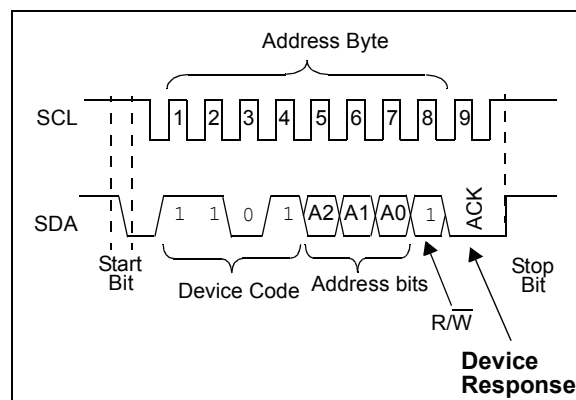 Address Byte
SCL 1 2 3 4 5 6 7 8 9
SDA 1 1 0 1 A2 A1 A0 1 ACK
Start
Bit
Device Code
Address bits
Stop
Bit
R/W̅
Device
Response